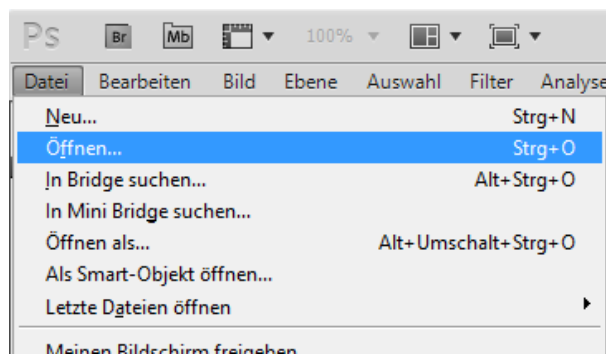 Ps Br Mb 100%
Datei Bearbeiten Bild Ebene Auswahl Filter Analyse
Neu... Strg+N
Öffnen... Strg+O
In Bridge suchen... Alt+Strg+O
In Mini Bridge suchen...
Öffnen als... Alt+Umschalt+Strg+O
Als Smart-Objekt öffnen...
Letzte Dateien öffnen
Meinen Bildschirm freigeben